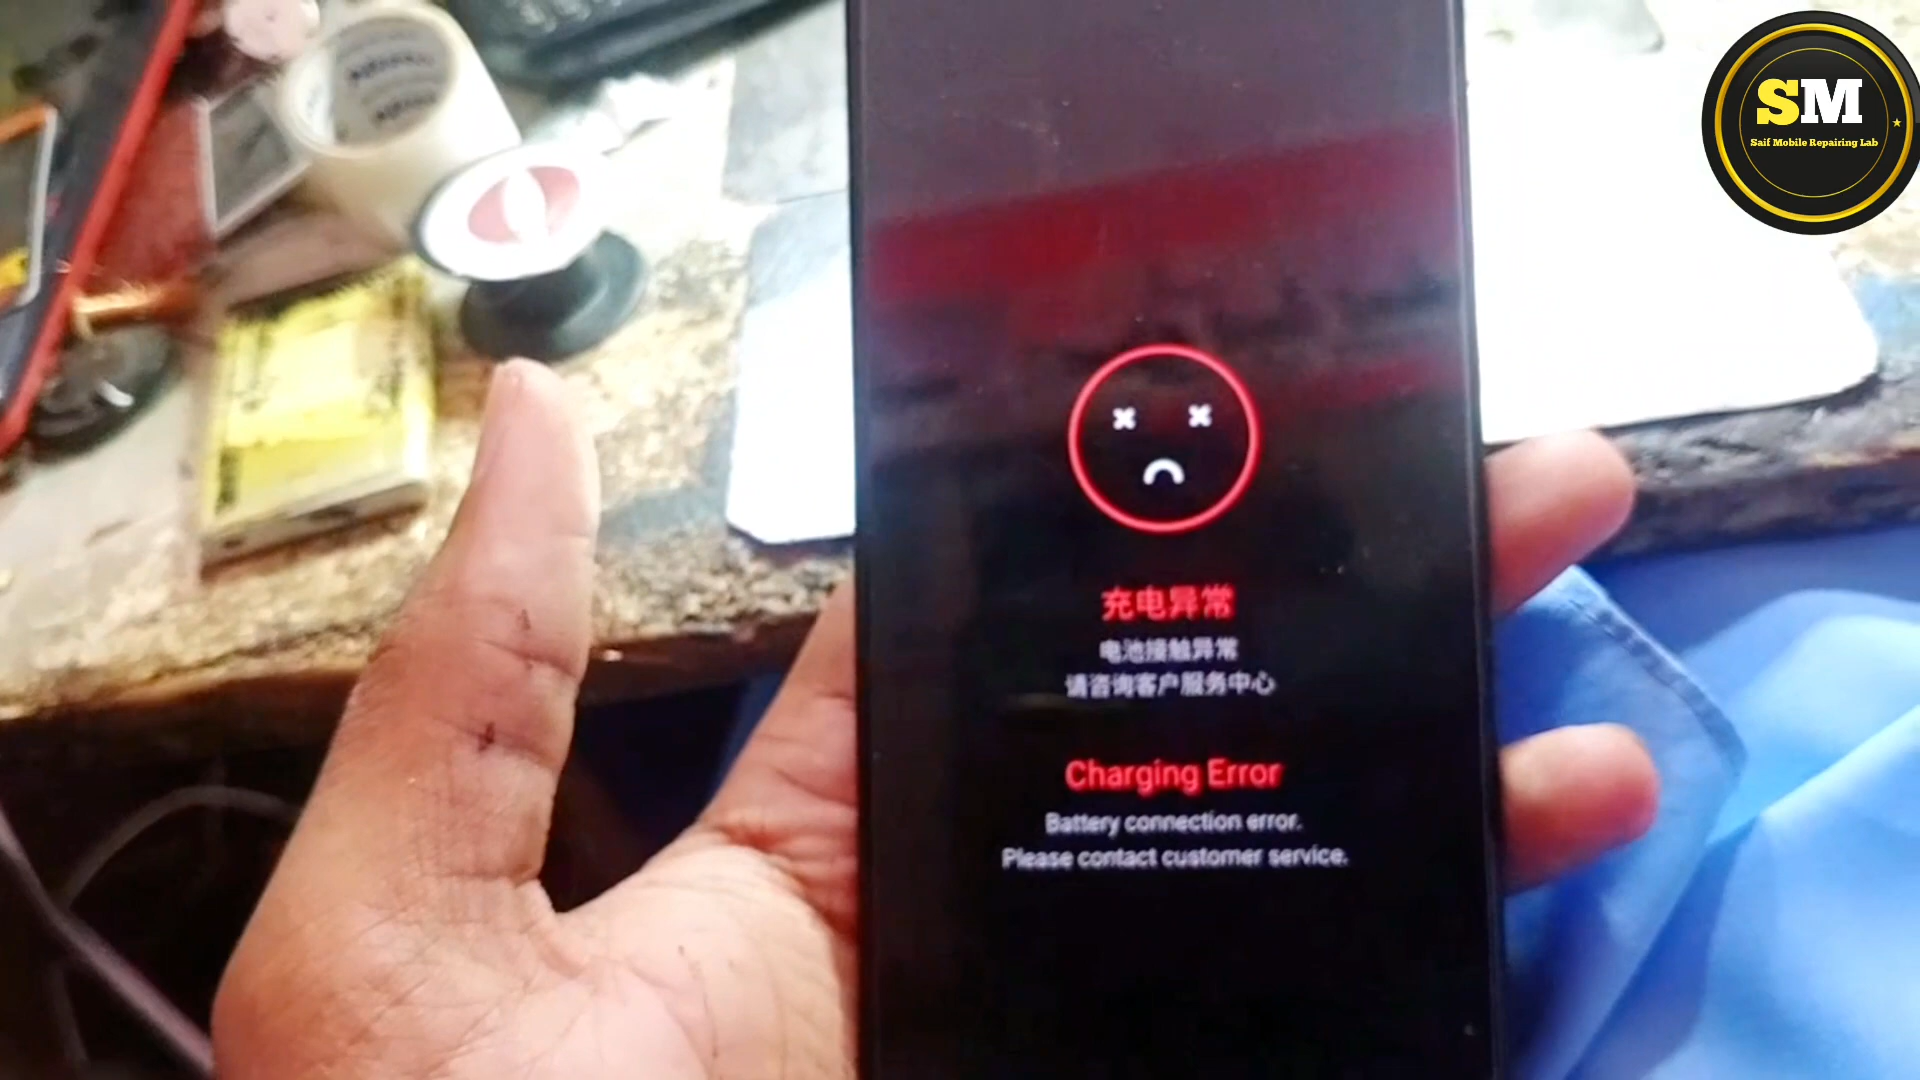 SM
Saif Mobile Repairing Lab
充电异常
电池接触异常
请咨询客户服务中心
Charging Error
Battery connection error.
Please contact customer service.